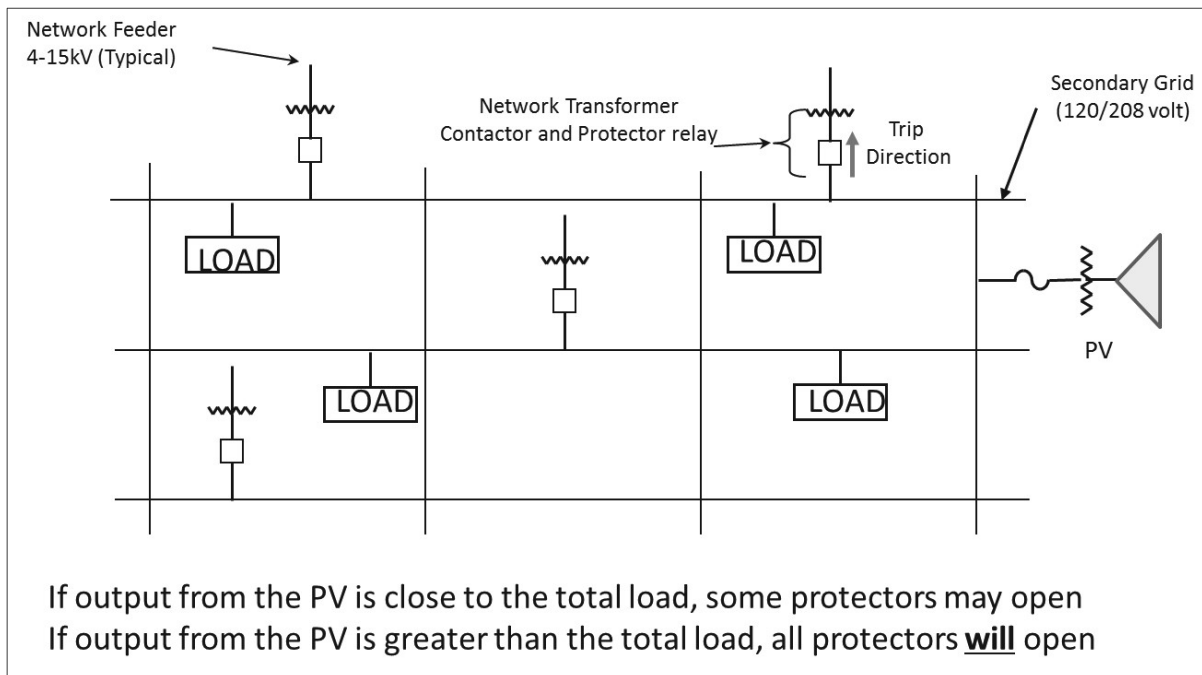 Network Feeder
4-15kV (Typical)
Network Transformer
Contactor and Protector relay
Trip
Direction
Secondary Grid
(120/208 volt)
LOAD
LOAD
PV
LOAD
LOAD
If output from the PV is close to the total load, some protectors may open
If output from the PV is greater than the total load, all protectors will open